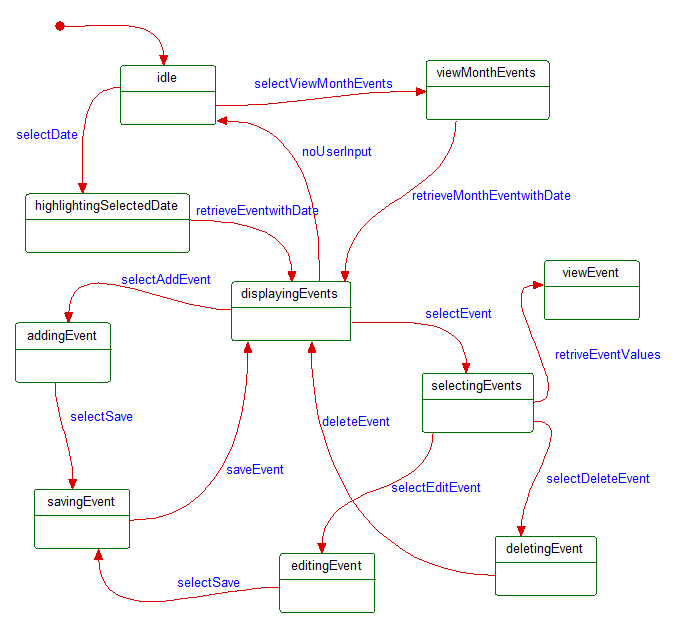 idle
viewMonthEvents
selectViewMonthEvents
selectDate
noUserInput
highlightingSelectedDate
retrieveEventwithDate
retrieveMonthEventwithDate
selectAddEvent
displayingEvents
viewEvent
selectEvent
addingEvent
retriveEventValues
selectingEvents
selectSave
deleteEvent
saveEvent
selectEditEvent
selectDeleteEvent
savingEvent
deletingEvent
editingEvent
selectSave